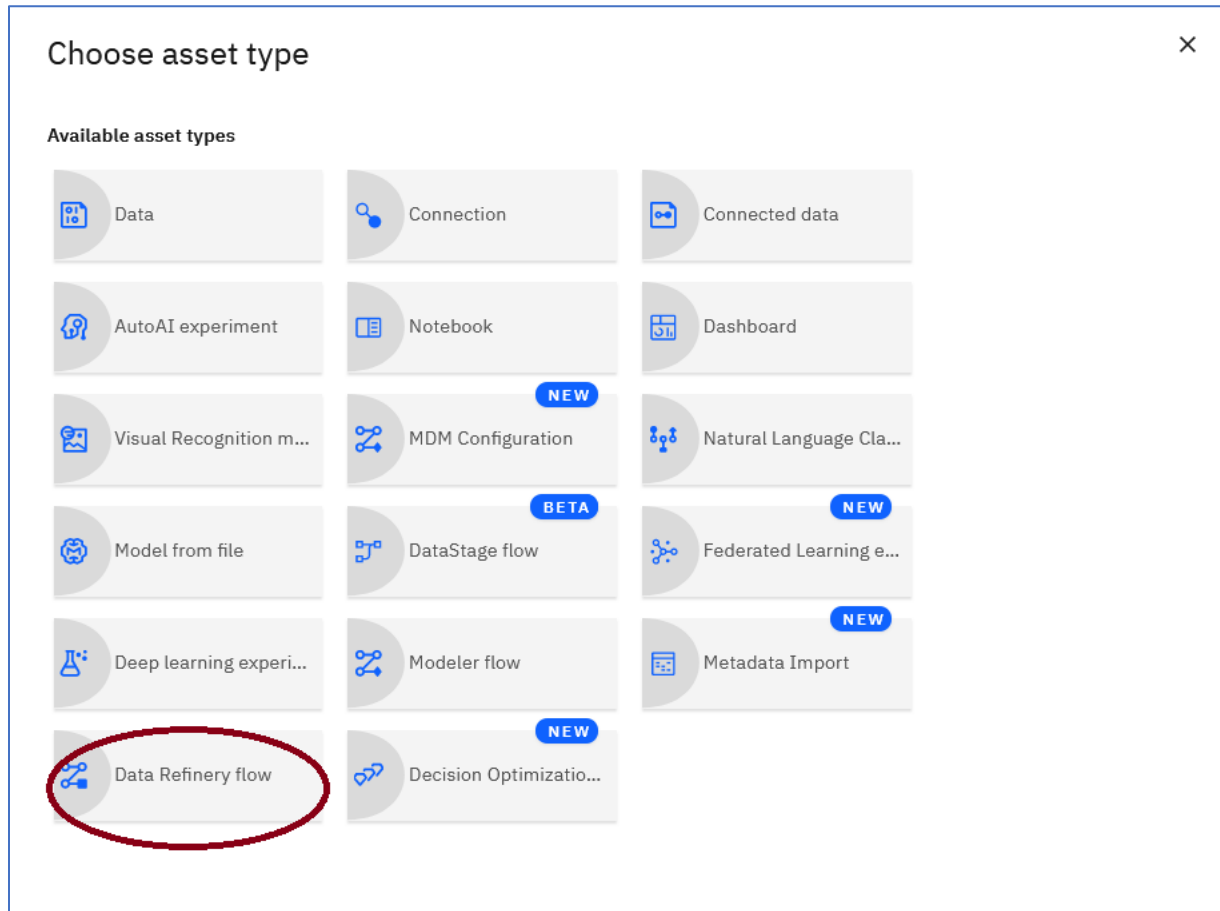 Choose asset type
Available asset types
Data
Connection
Connected data
AutoAI experiment
Notebook
Dashboard
NEW
Visual Recognition m...
MDM Configuration
Natural Language Cla...
BETA
NEW
Model from file
DataStage flow
Federated Learning e...
NEW
Deep learning experi...
Modeler flow
Metadata Import
NEW
Data Refinery flow
Decision Optimizatio...